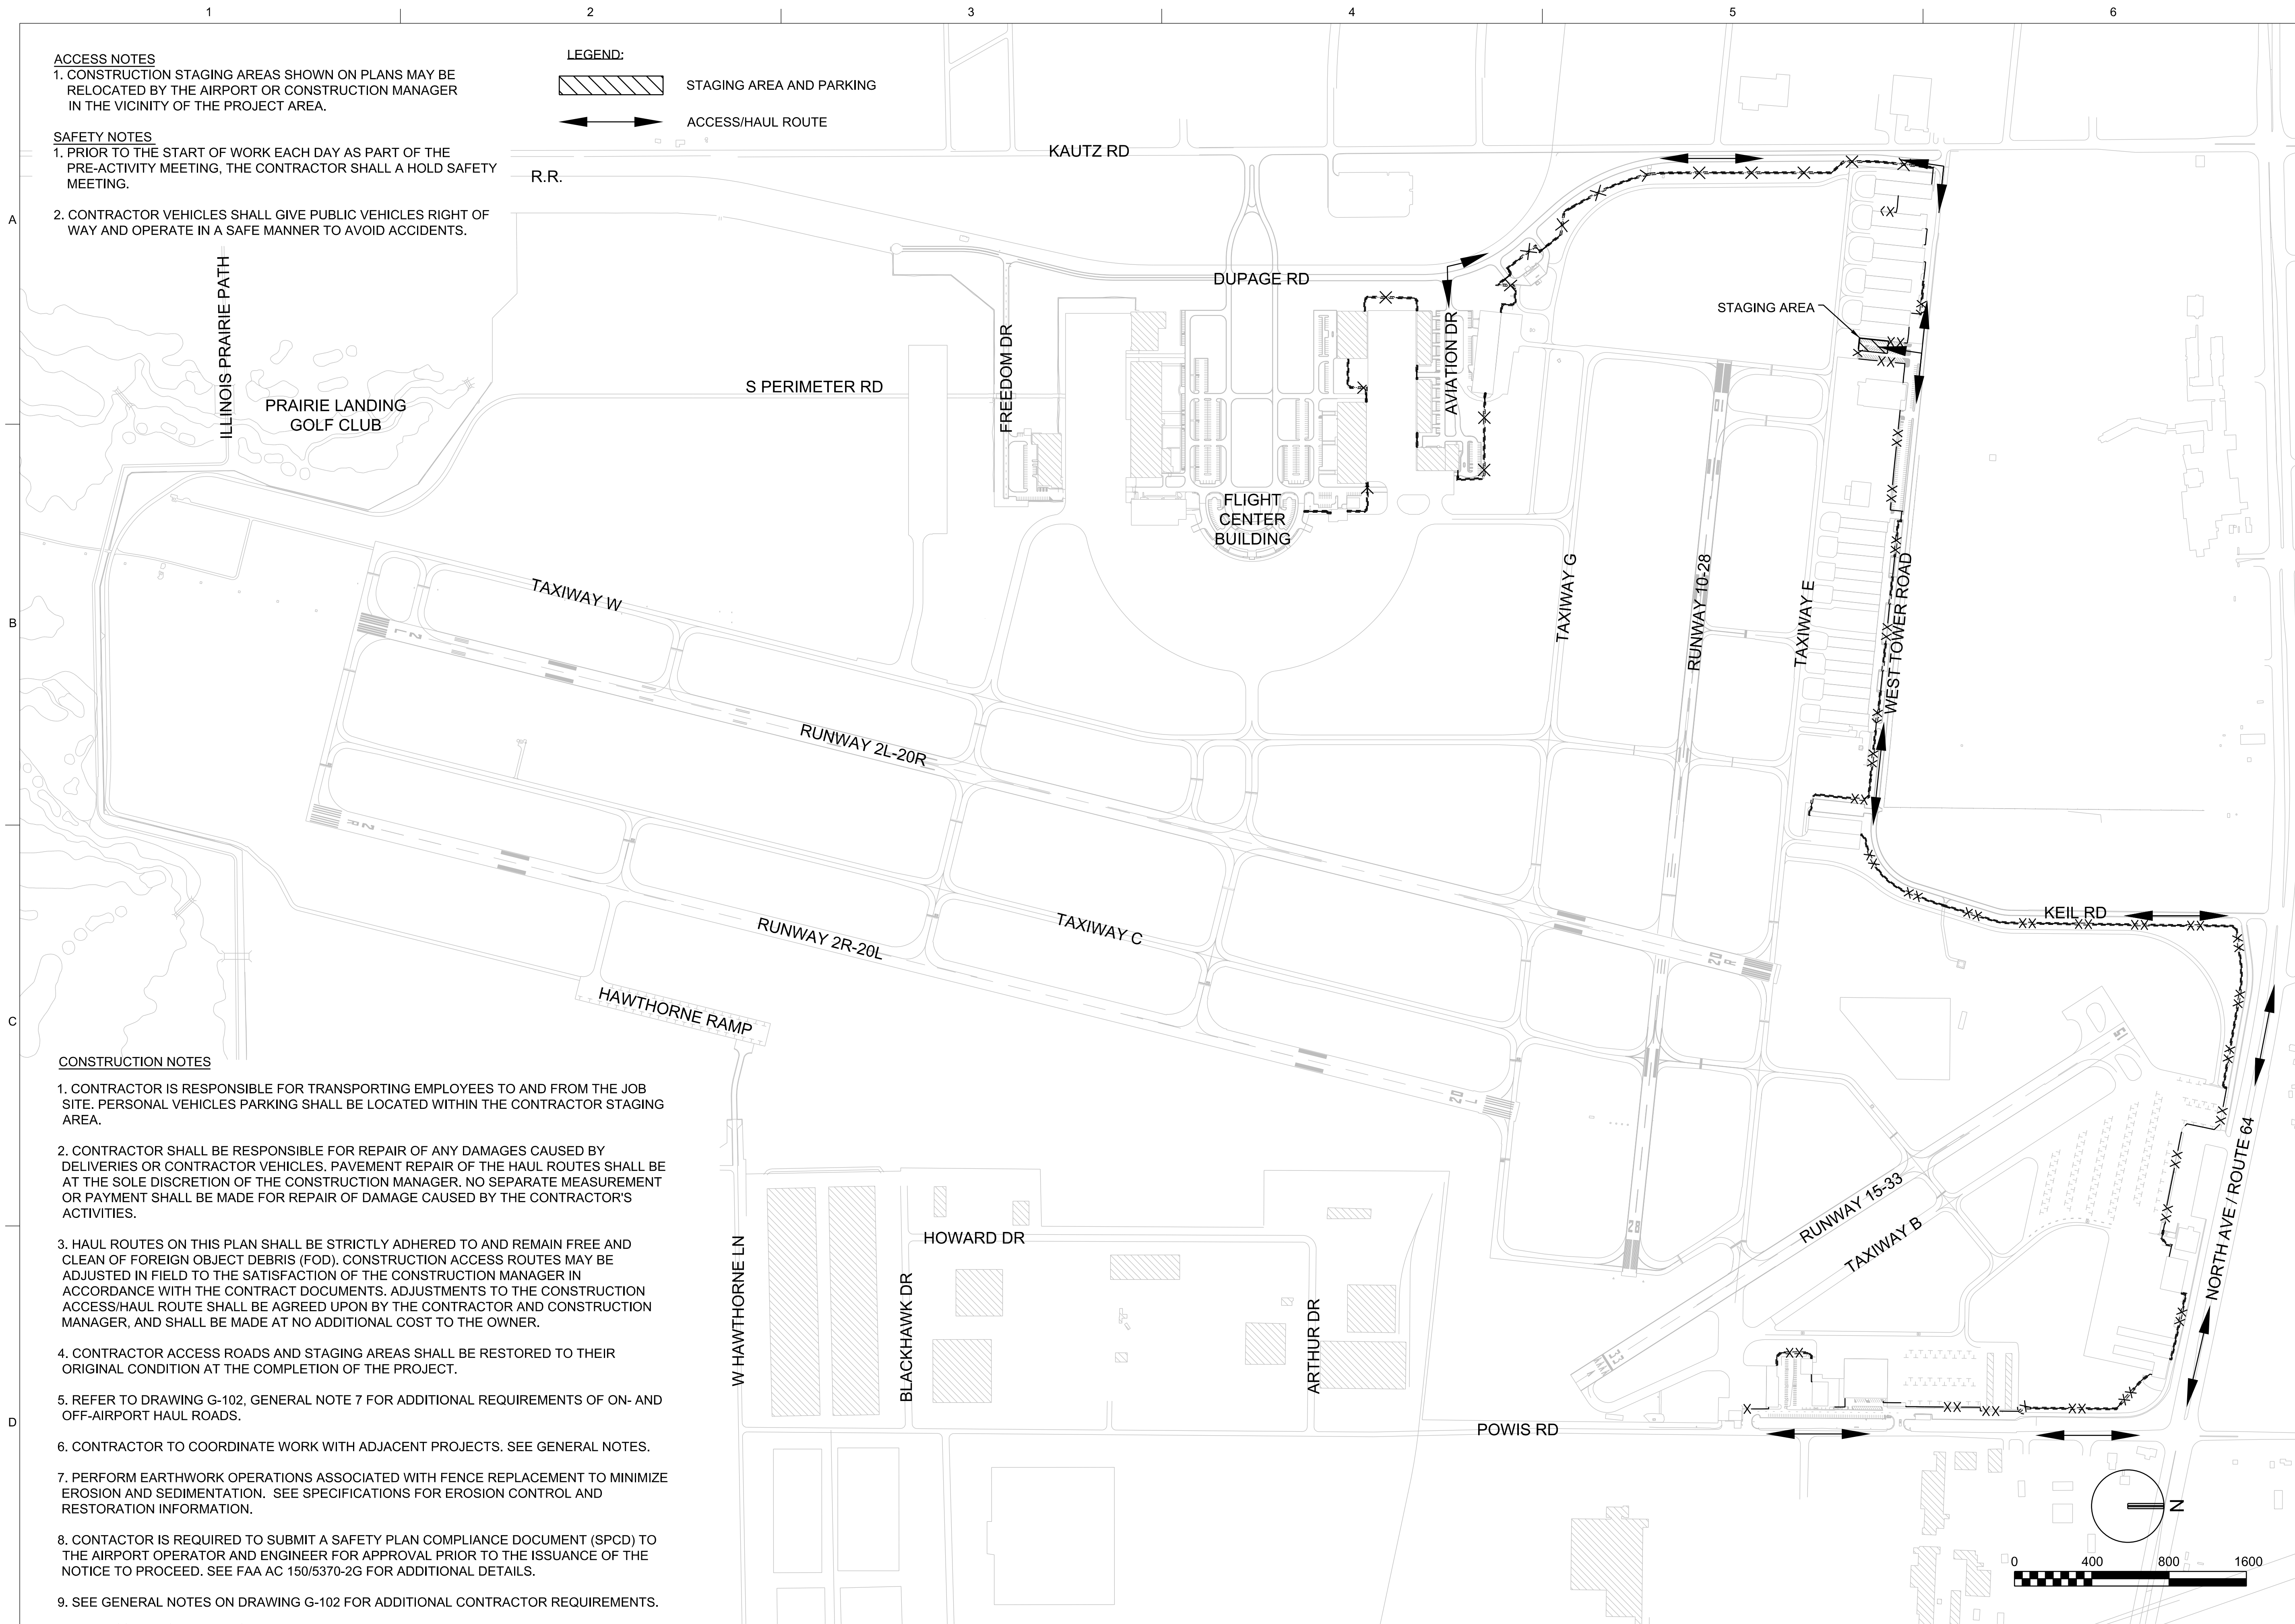 1 2 3 4 5 6
ACCESS NOTES
1. CONSTRUCTION STAGING AREAS SHOWN ON PLANS MAY BE
RELOCATED BY THE AIRPORT OR CONSTRUCTION MANAGER
IN THE VICINITY OF THE PROJECT AREA.
SAFETY NOTES
1. PRIOR TO THE START OF WORK EACH DAY AS PART OF THE
PRE-ACTIVITY MEETING, THE CONTRACTOR SHALL A HOLD SAFETY
MEETING.
2. CONTRACTOR VEHICLES SHALL GIVE PUBLIC VEHICLES RIGHT OF
WAY AND OPERATE IN A SAFE MANNER TO AVOID ACCIDENTS.
LEGEND:
STAGING AREA AND PARKING
ACCESS/HAUL ROUTE
A
B
C
D
KAUTZ RD
R.R.
DUPAGE RD
STAGING AREA
ILLINOIS PRAIRIE PATH
PRAIRIE LANDING
GOLF CLUB
S PERIMETER RD
FREEDOM DR
AVIATION DR
FLIGHT
CENTER
BUILDING
TAXIWAY W
TAXIWAY G
RUNWAY 10-28
TAXIWAY E
WEST TOWER ROAD
10
2
L
RUNWAY 2L-20R
2
R
RUNWAY 2R-20L
TAXIWAY C
20
R
20
L
28
KEIL RD
HAWTHORNE RAMP
15
33
RUNWAY 15-33
TAXIWAY B
NORTH AVE / ROUTE 64
W HAWTHORNE LN
BLACKHAWK DR
HOWARD DR
ARTHUR DR
POWIS RD
CONSTRUCTION NOTES
1. CONTRACTOR IS RESPONSIBLE FOR TRANSPORTING EMPLOYEES TO AND FROM THE JOB
SITE. PERSONAL VEHICLES PARKING SHALL BE LOCATED WITHIN THE CONTRACTOR STAGING
AREA.
2. CONTRACTOR SHALL BE RESPONSIBLE FOR REPAIR OF ANY DAMAGES CAUSED BY
DELIVERIES OR CONTRACTOR VEHICLES. PAVEMENT REPAIR OF THE HAUL ROUTES SHALL BE
AT THE SOLE DISCRETION OF THE CONSTRUCTION MANAGER. NO SEPARATE MEASUREMENT
OR PAYMENT SHALL BE MADE FOR REPAIR OF DAMAGE CAUSED BY THE CONTRACTOR'S
ACTIVITIES.
3. HAUL ROUTES ON THIS PLAN SHALL BE STRICTLY ADHERED TO AND REMAIN FREE AND
CLEAN OF FOREIGN OBJECT DEBRIS (FOD). CONSTRUCTION ACCESS ROUTES MAY BE
ADJUSTED IN FIELD TO THE SATISFACTION OF THE CONSTRUCTION MANAGER IN
ACCORDANCE WITH THE CONTRACT DOCUMENTS. ADJUSTMENTS TO THE CONSTRUCTION
ACCESS/HAUL ROUTE SHALL BE AGREED UPON BY THE CONTRACTOR AND CONSTRUCTION
MANAGER, AND SHALL BE MADE AT NO ADDITIONAL COST TO THE OWNER.
4. CONTRACTOR ACCESS ROADS AND STAGING AREAS SHALL BE RESTORED TO THEIR
ORIGINAL CONDITION AT THE COMPLETION OF THE PROJECT.
5. REFER TO DRAWING G-102, GENERAL NOTE 7 FOR ADDITIONAL REQUIREMENTS OF ON- AND
OFF-AIRPORT HAUL ROADS.
6. CONTRACTOR TO COORDINATE WORK WITH ADJACENT PROJECTS. SEE GENERAL NOTES.
7. PERFORM EARTHWORK OPERATIONS ASSOCIATED WITH FENCE REPLACEMENT TO MINIMIZE
EROSION AND SEDIMENTATION. SEE SPECIFICATIONS FOR EROSION CONTROL AND
RESTORATION INFORMATION.
8. CONTACTOR IS REQUIRED TO SUBMIT A SAFETY PLAN COMPLIANCE DOCUMENT (SPCD) TO
THE AIRPORT OPERATOR AND ENGINEER FOR APPROVAL PRIOR TO THE ISSUANCE OF THE
NOTICE TO PROCEED. SEE FAA AC 150/5370-2G FOR ADDITIONAL DETAILS.
9. SEE GENERAL NOTES ON DRAWING G-102 FOR ADDITIONAL CONTRACTOR REQUIREMENTS.
N
0 400 800 1600